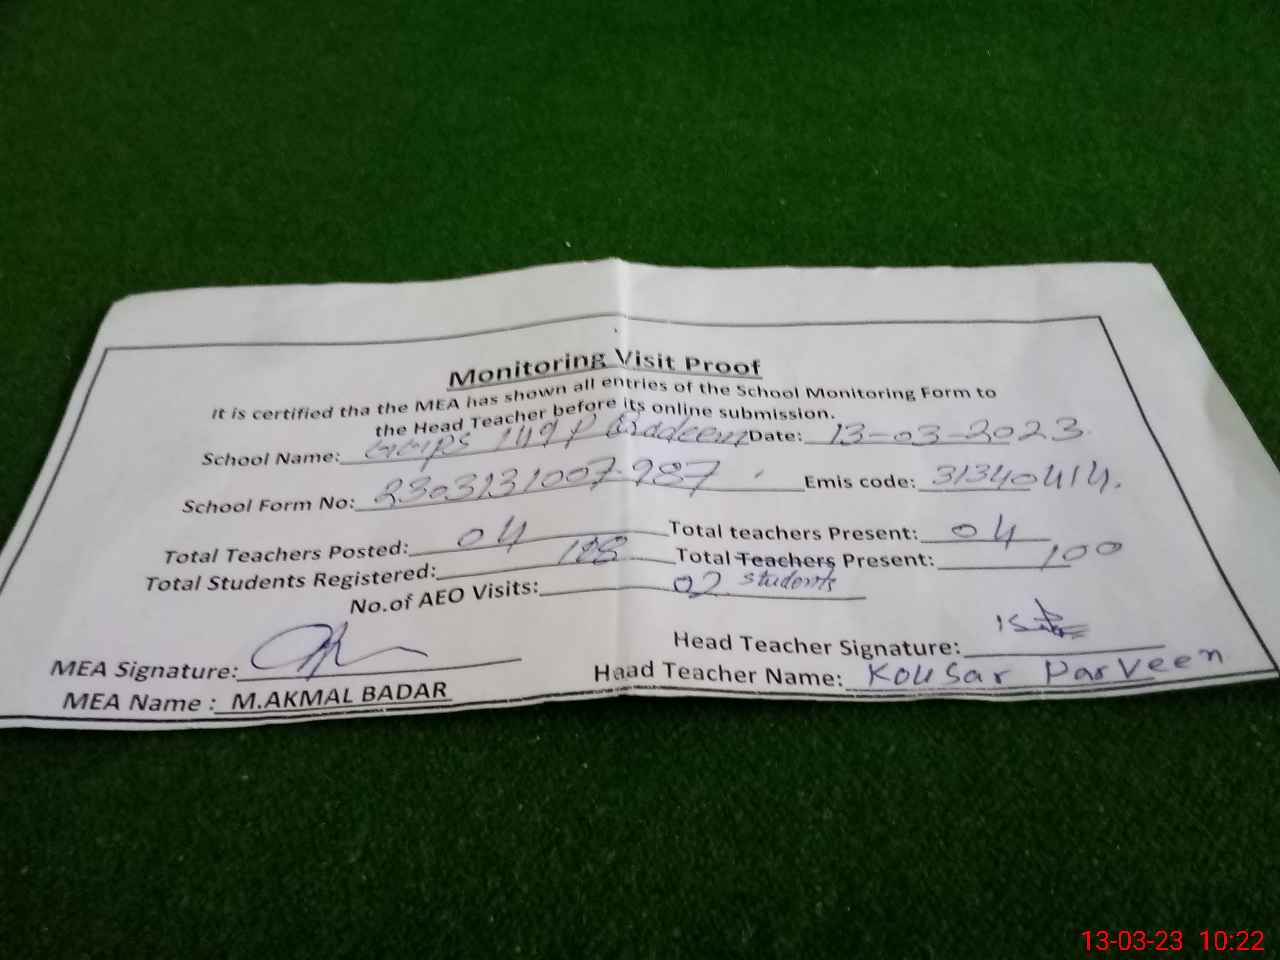 Monitoring Visit Proof
It is certified tha the MEA has shown all entries of the School Monitoring Form to
the Head Teacher before its online submission.
School Name: 149P Qadeem Date: 13-03-2023
School Form No: 2303131007987 Emis code: 31340414
Total Teachers Posted: 04 Total teachers Present: 04
Total Students Registered: 188 Total Teachers Present: 100
students
No.of AEO Visits: 02
MEA Signature: Head Teacher Signature:
MEA Name : M.AKMAL BADAR Haad Teacher Name: Kousar Parveen
13-03-23 10:22